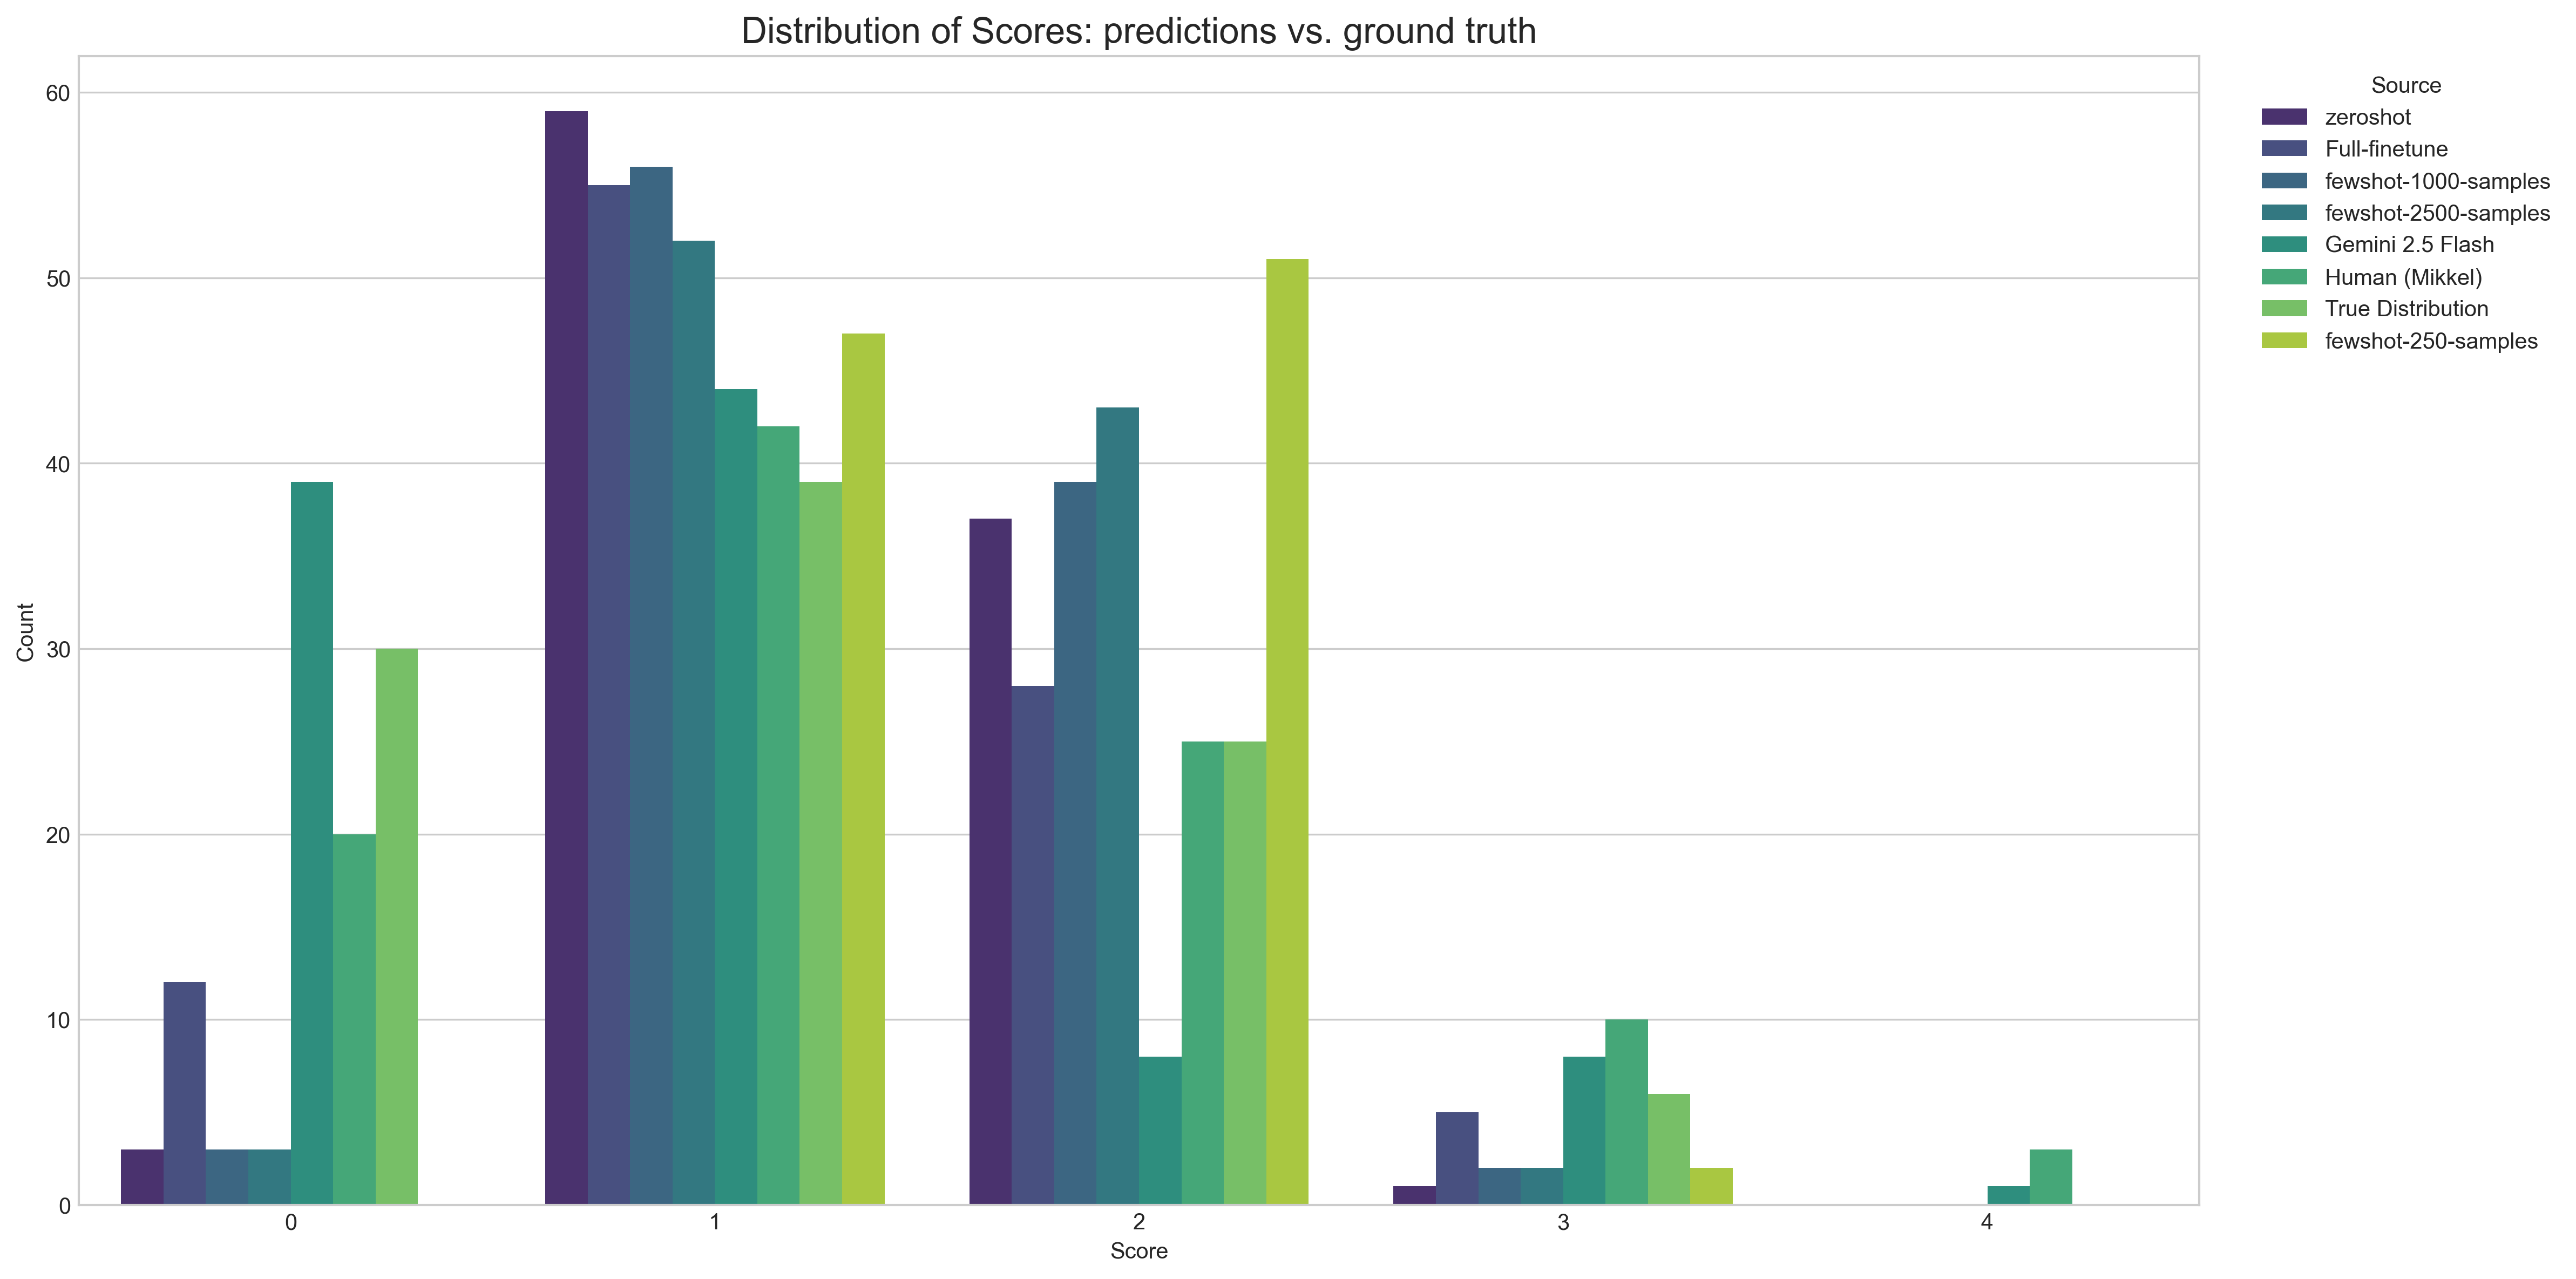 Distribution of Scores: predictions vs. ground truth
Source
zeroshot
Full-finetune
fewshot-1000-samples
fewshot-2500-samples
Gemini 2.5 Flash
Human (Mikkel)
True Distribution
fewshot-250-samples
Count
60
50
40
30
20
10
0
0 1 2 3 4
Score